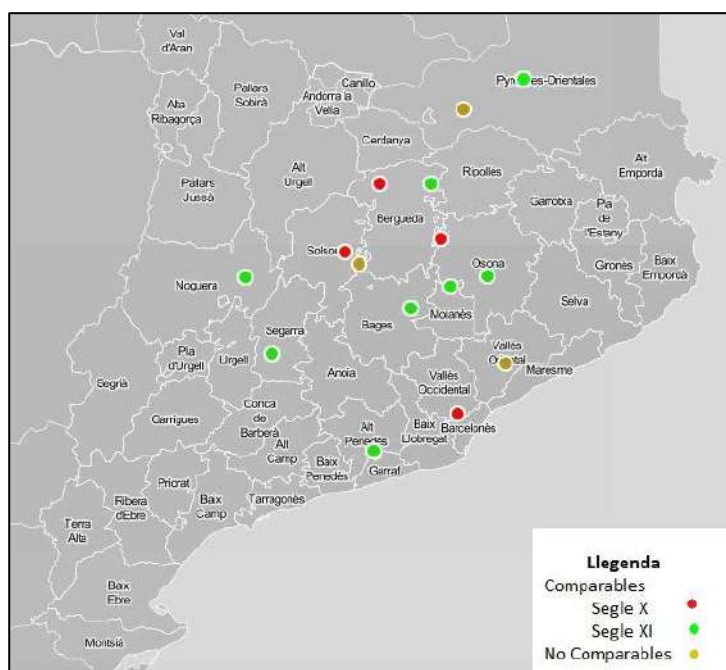 Val
d'Aran
Pallars
Sobirà
Canillo
Andorra la
Vella
Alta
Ribagorça
Cerdanya
Alt
Urgell
Ripollès
Alt
Empordà
Pallars
Jussà
Garrotxa
Berguedà
Pla
de
l'Estany
Osona
Gironès
Baix
Empordà
Noguera
Selva
Moianès
Bages
Segarra
Pla
d'Urgell
Urgell
Anoia
Vallès
Oriental
Maresme
Segrià
Vallès
Occidental
Garrigues
Conca
de
Barberà
Alt
Camp
Alt
Penedès
Baix
Llobregat
Barcelonès
Baix
Penedès
Garraf
Priorat
Ribera
d'Ebre
Baix
Camp
Tarragonès
Terra
Alta
Baix
Ebre
Montsià
Llegenda
Comparables
Segle X
Segle XI
No Comparables